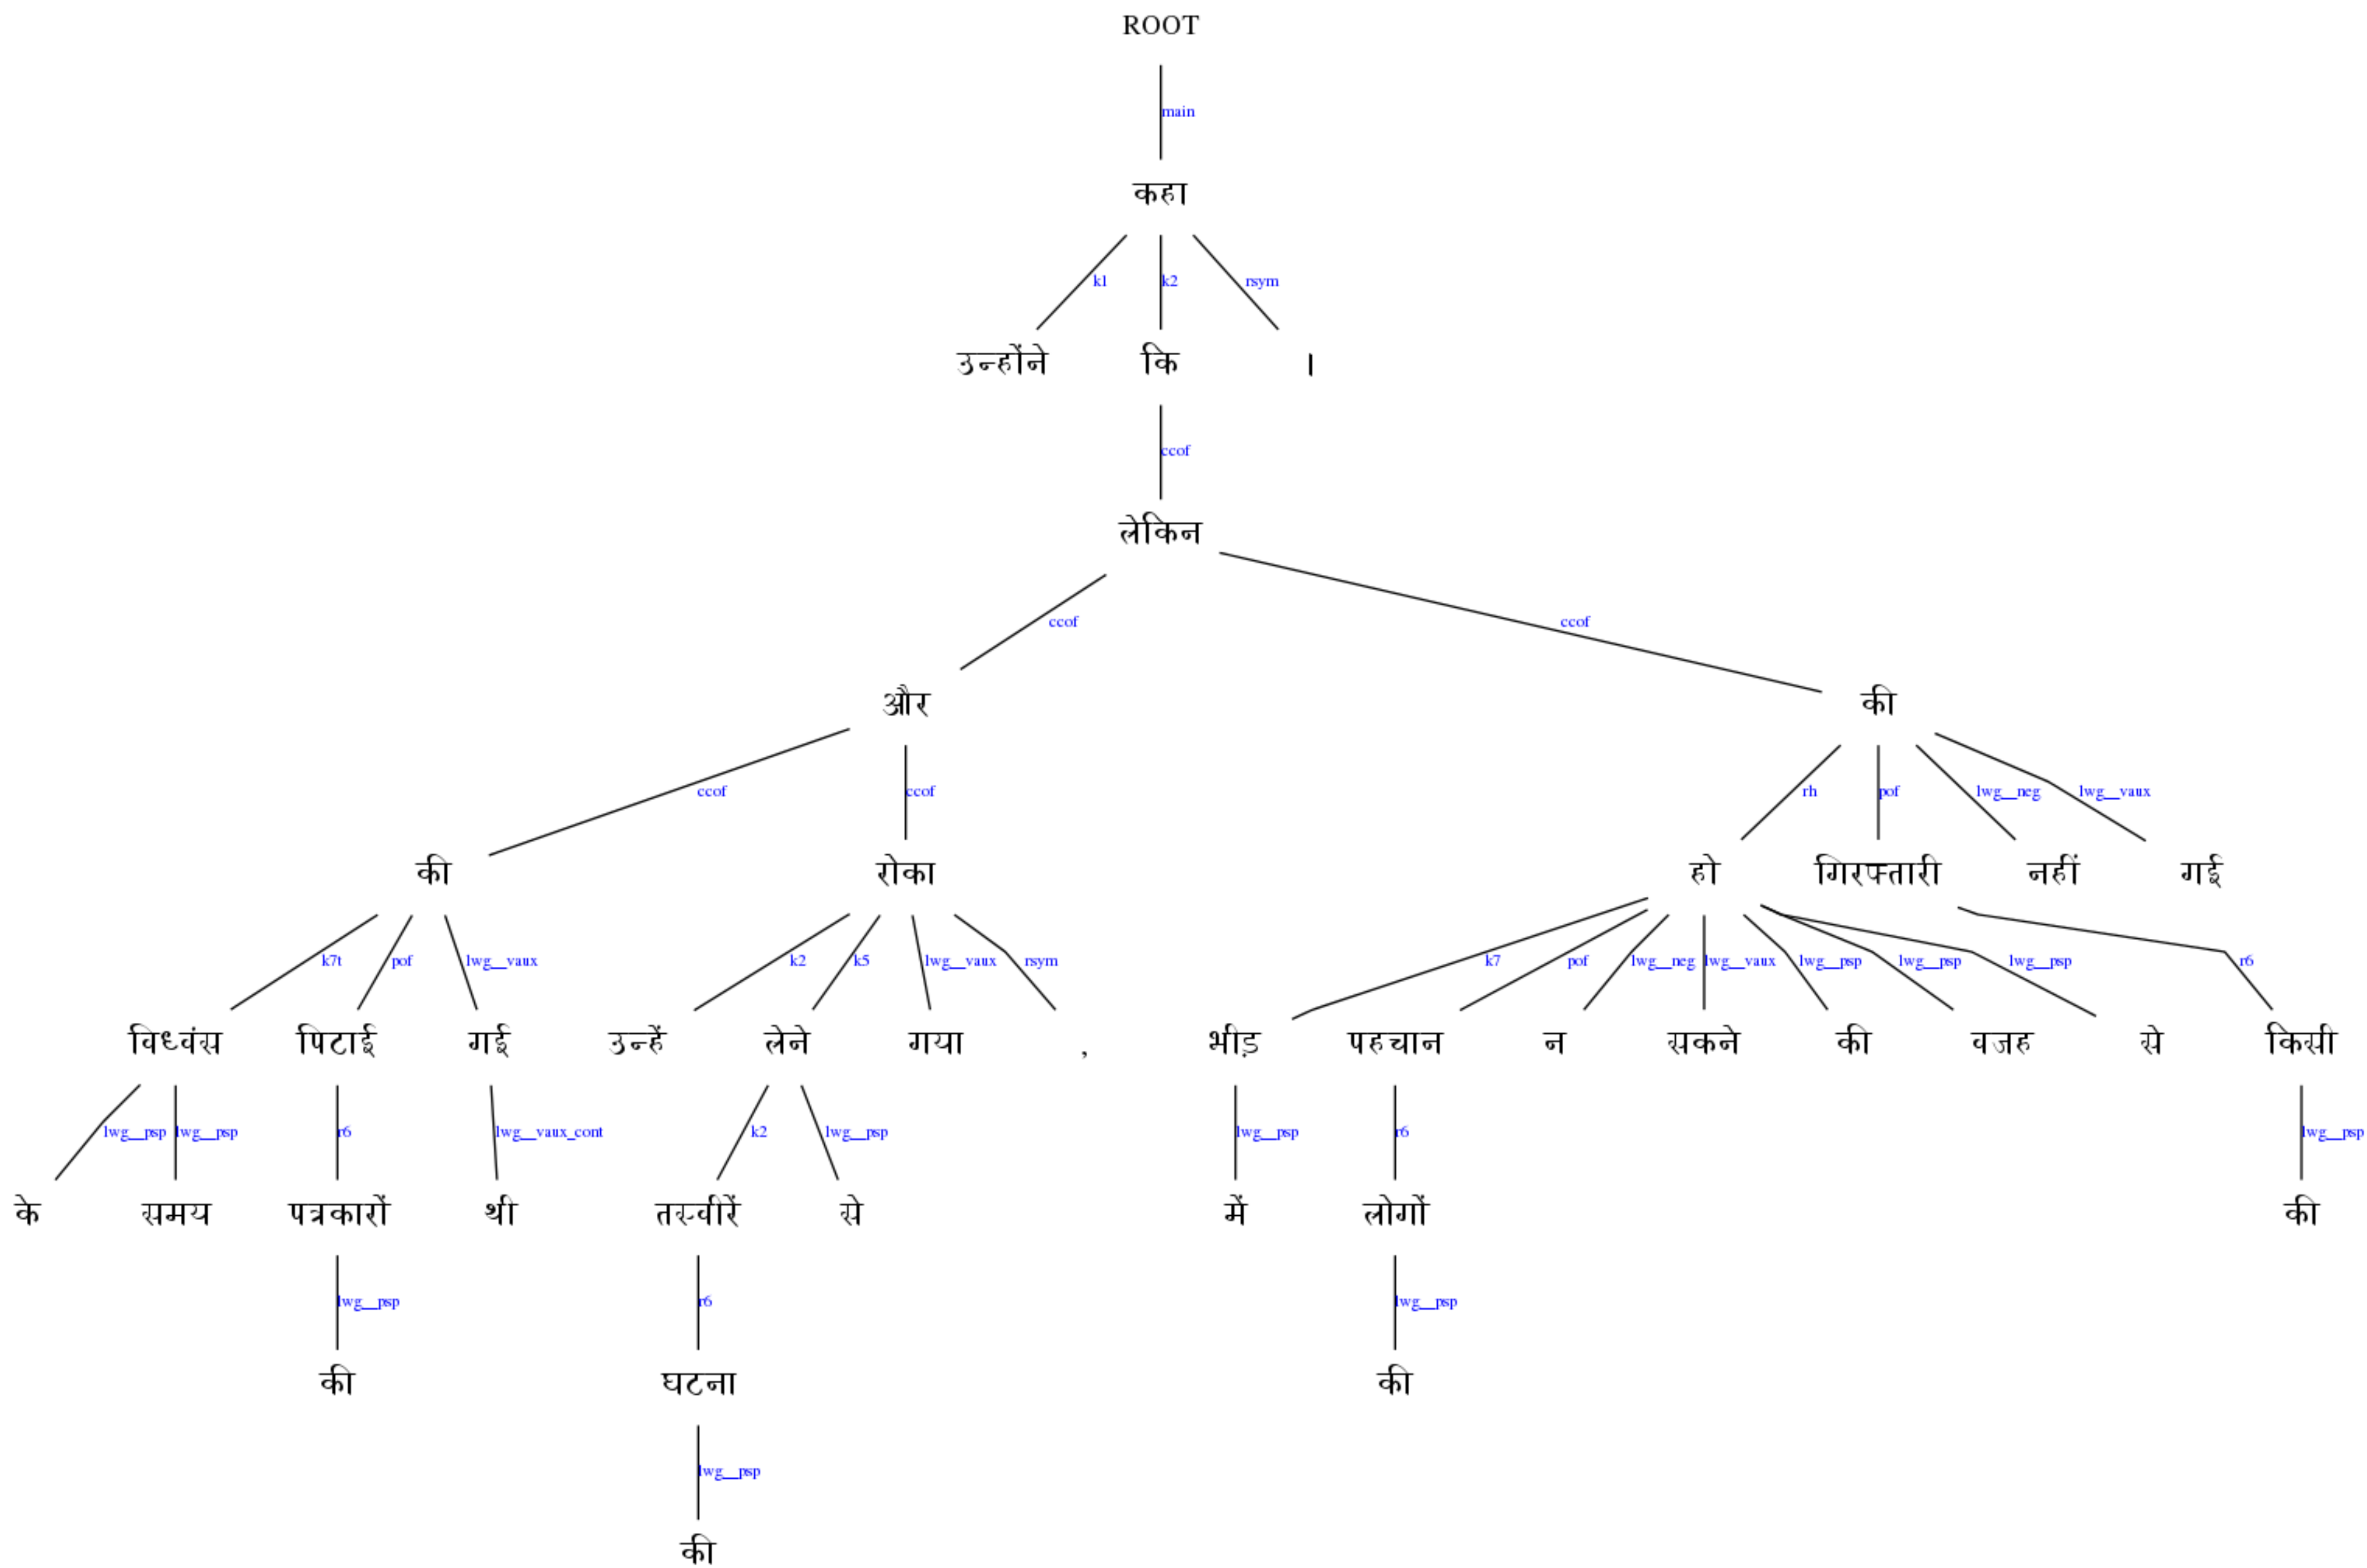 ROOT
main
कहा
k1 k2 rsym
उन्होंने कि ।
ccof
लेकिन
ccof ccof
और की
ccof ccof rh pof lwg__neg lwg__vaux
की रोका हो गिरफ्तारी नहीं गई
k7t pof lwg__vaux k2 k5 lwg__vaux rsym k7 pof lwg__neg lwg__vaux lwg__psp lwg__psp lwg__psp r6
विध्वंस पिटाई गई उन्हें लेने गया , भीड़ पहचान न सकने की वजह से किसी
lwg__psp lwg__psp r6 lwg__vaux_cont k2 lwg__psp lwg__psp r6 lwg__psp
के समय पत्रकारों थी तस्वीरें से में लोगों की
lwg__psp r6 lwg__psp
की घटना की
lwg__psp
की